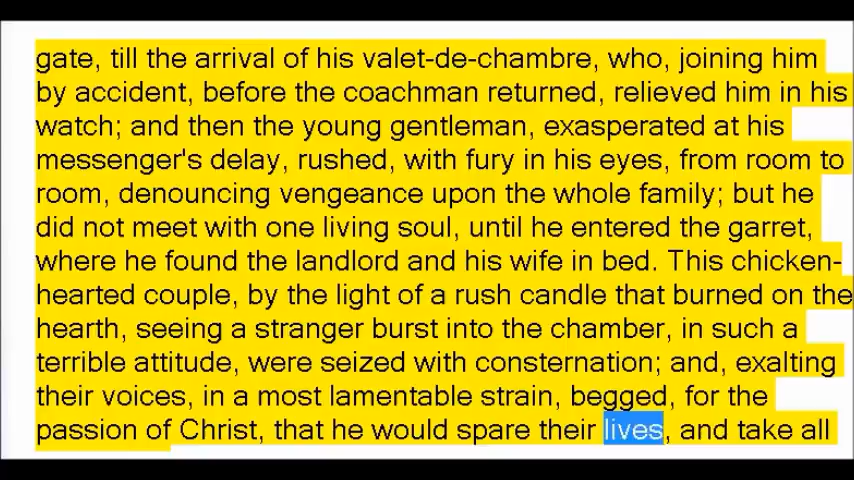 gate, till the arrival of his valet-de-chambre, who, joining him
by accident, before the coachman returned, relieved him in his
watch; and then the young gentleman, exasperated at his
messenger's delay, rushed, with fury in his eyes, from room to
room, denouncing vengeance upon the whole family; but he
did not meet with one living soul, until he entered the garret,
where he found the landlord and his wife in bed. This chicken-
hearted couple, by the light of a rush candle that burned on the
hearth, seeing a stranger burst into the chamber, in such a
terrible attitude, were seized with consternation; and, exalting
their voices, in a most lamentable strain, begged, for the
passion of Christ, that he would spare their lives, and take all